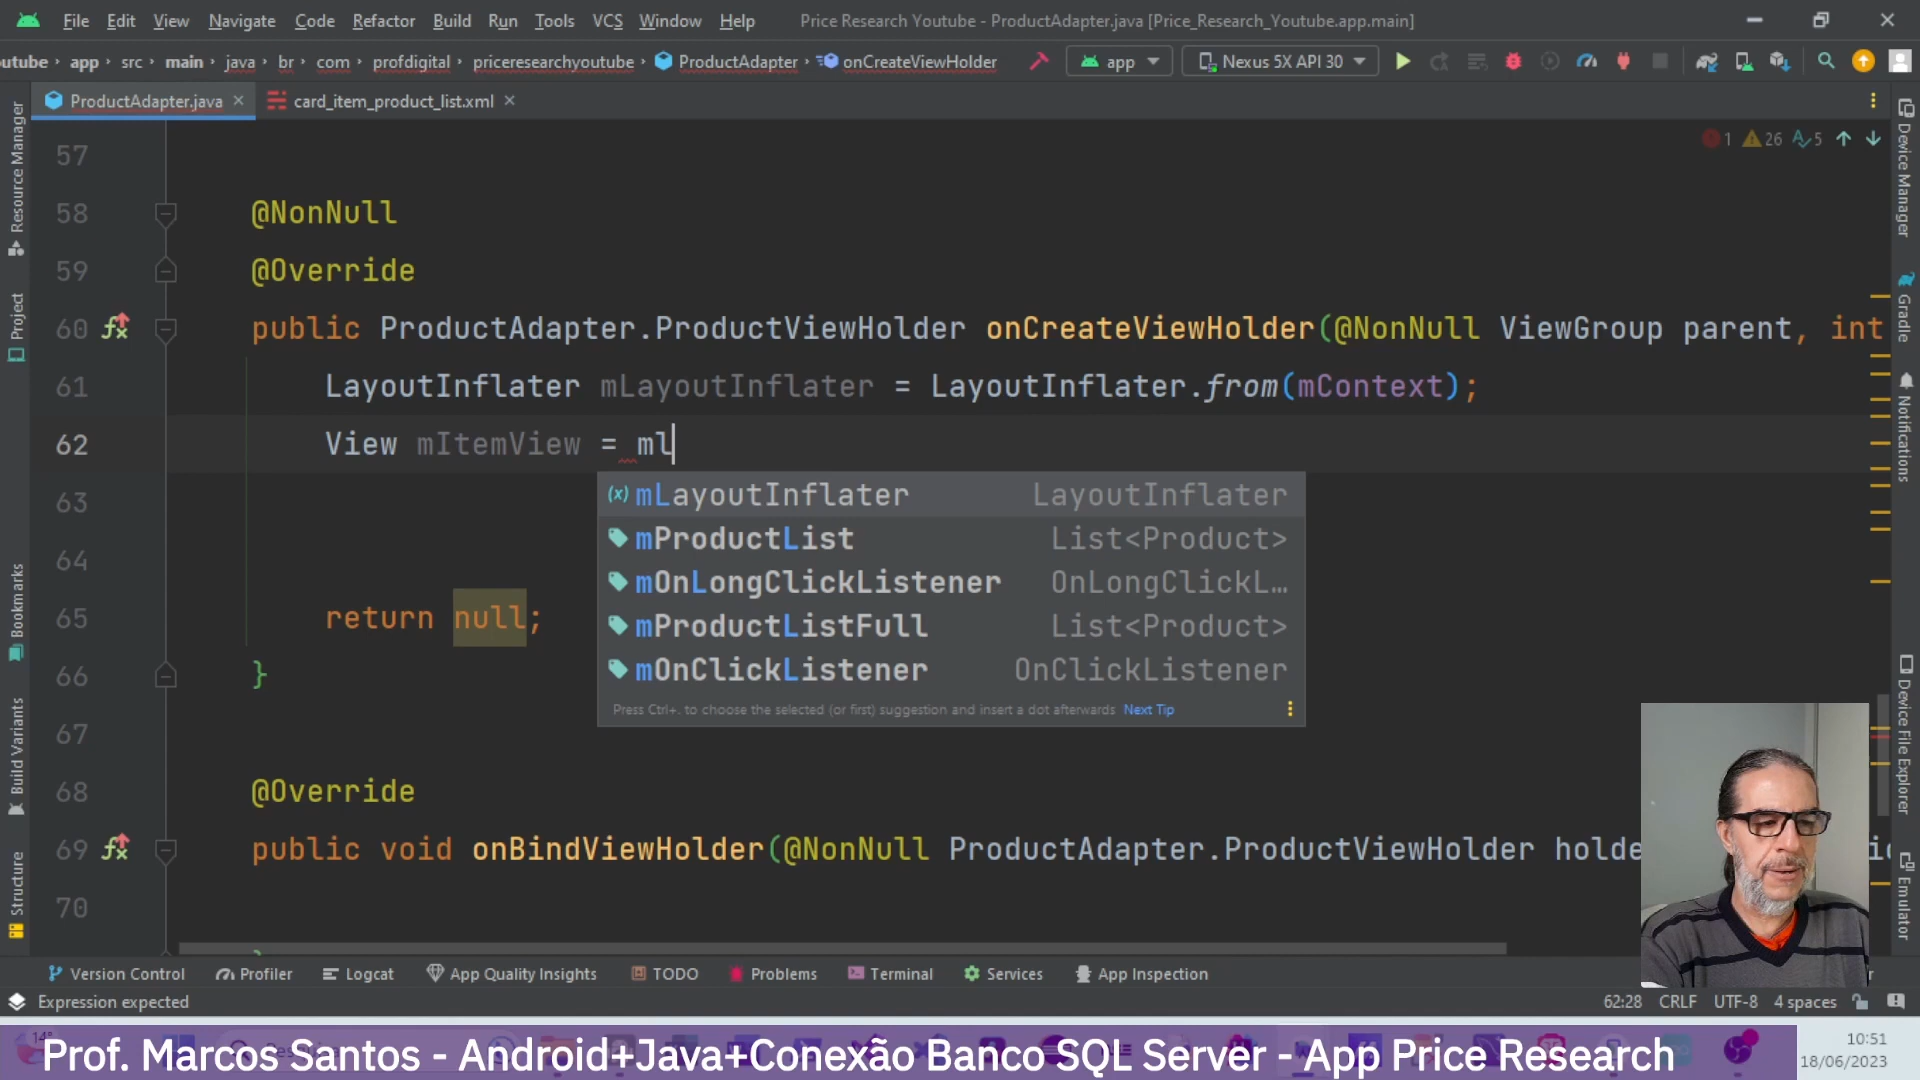 File Edit View Navigate Code Refactor Build Run Tools VCS Window Help Price Research Youtube - ProductAdapter.java [Price_Research_Youtube.app.main]
utube › app › src › main › java › br › com › profdigital › priceresearchyoutube › ProductAdapter › onCreateViewHolder app Nexus 5X API 30
ProductAdapter.java card_item_product_list.xml
1 26 5
57
58 @NonNull
59 @Override
60 public ProductAdapter.ProductViewHolder onCreateViewHolder(@NonNull ViewGroup parent, int
61 LayoutInflater mLayoutInflater = LayoutInflater.from(mContext);
62 View mItemView = ml
63
64
65 return null;
66 }
67
68 @Override
69 public void onBindViewHolder(@NonNull ProductAdapter.ProductViewHolder holde
70
mLayoutInflater LayoutInflater
mProductList List<Product>
mOnLongClickListener OnLongClickL…
mProductListFull List<Product>
mOnClickListener OnClickListener
Press Ctrl+. to choose the selected (or first) suggestion and insert a dot afterwards Next Tip
Resource Manager
Project
Bookmarks
Build Variants
Structure
Device Manager
Gradle
Notifications
Device File Explorer
Emulator
Version Control Profiler Logcat App Quality Insights TODO Problems Terminal Services App Inspection
Expression expected 62:28 CRLF UTF-8 4 spaces
Prof. Marcos Santos - Android+Java+Conexão Banco SQL Server - App Price Research
10:51
18/06/2023